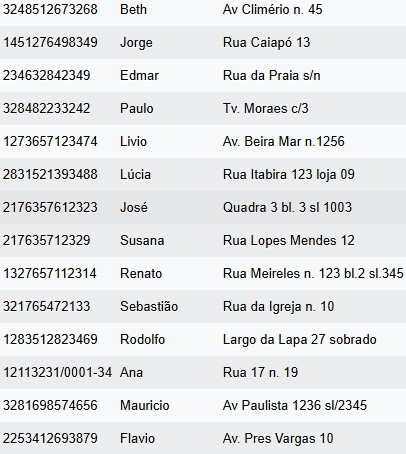 3248512673268 Beth Av Climério n. 45
1451276498349 Jorge Rua Caiapó 13
234632842349 Edmar Rua da Praia s/n
328482233242 Paulo Tv. Moraes c/3
1273657123474 Livio Av. Beira Mar n.1256
2831521393488 Lúcia Rua Itabira 123 loja 09
2176357612323 José Quadra 3 bl. 3 sl 1003
217635712329 Susana Rua Lopes Mendes 12
1327657112314 Renato Rua Meireles n. 123 bl.2 sl.345
321765472133 Sebastião Rua da Igreja n. 10
1283512823469 Rodolfo Largo da Lapa 27 sobrado
12113231/0001-34 Ana Rua 17 n. 19
3281698574656 Mauricio Av Paulista 1236 sl/2345
2253412693879 Flavio Av. Pres Vargas 10